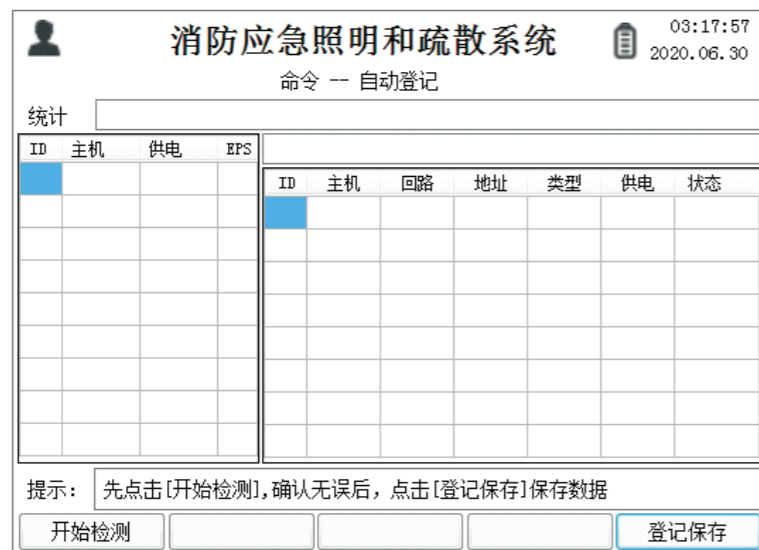 消防应急照明和疏散系统
03:17:57
2020.06.30
命令 -- 自动登记
统计
ID 主机 供电 EPS
ID 主机 回路 地址 类型 供电 状态
提示: 先点击[开始检测],确认无误后，点击[登记保存]保存数据
开始检测 登记保存